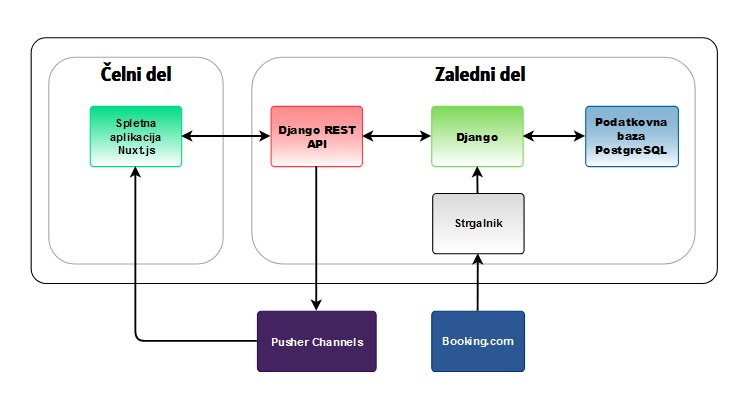 Čelni del
Zaledni del
Spletna
aplikacija
Nuxt.js
Django REST
API
Django
Podatkovna
baza
PostgreSQL
Strgalnik
Pusher Channels
Booking.com